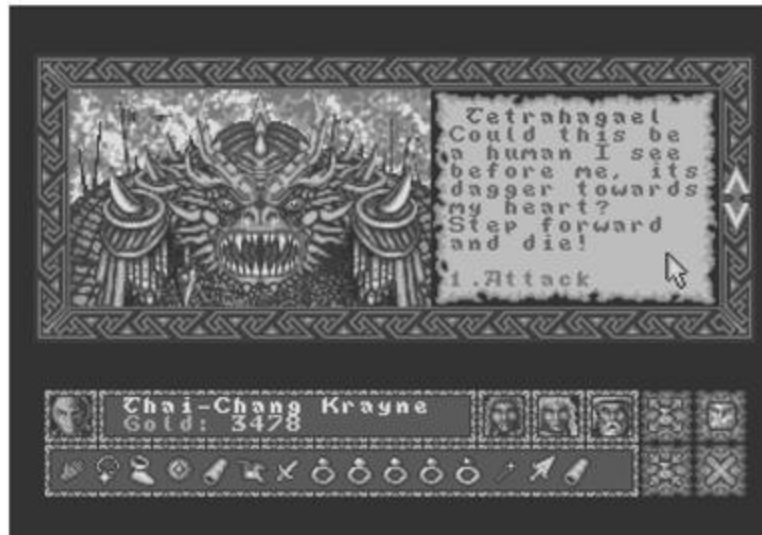 Tetrahagael
Could this be
a human I see
before me, its
dagger towards
my heart?
Step forward
and die!
1.Attack
Thai-Chang Krayne
Gold: 3478